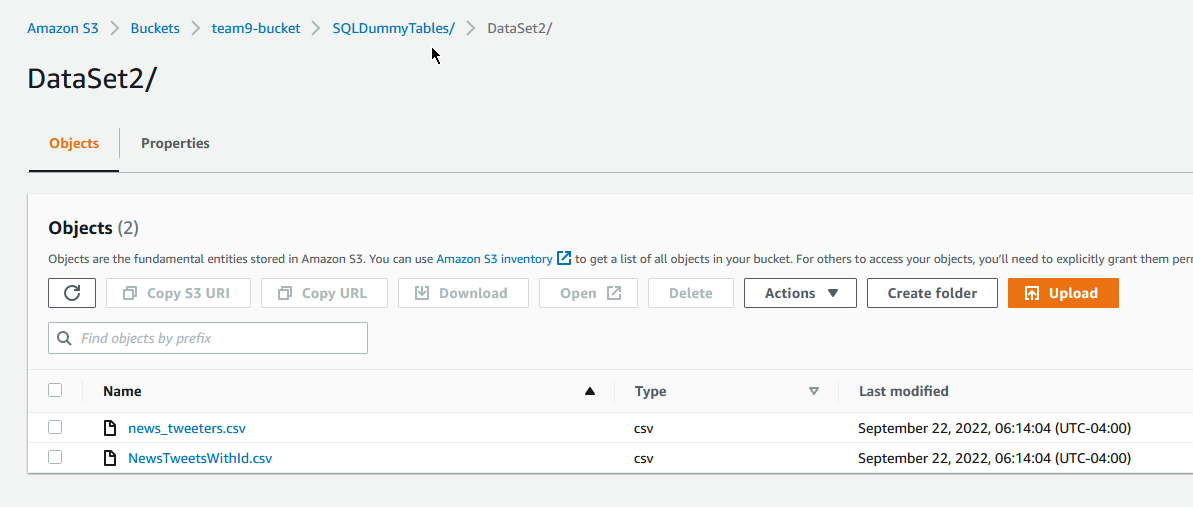 Amazon S3 > Buckets > team9-bucket > SQLDummyTables/ > DataSet2/
DataSet2/
Objects Properties
Objects (2)
Objects are the fundamental entities stored in Amazon S3. You can use Amazon S3 inventory to get a list of all objects in your bucket. For others to access your objects, you'll need to explicitly grant them per
Copy S3 URI Copy URL Download Open Delete Actions Create folder Upload
Find objects by prefix
Name Type Last modified
news_tweeters.csv csv September 22, 2022, 06:14:04 (UTC-04:00)
NewsTweetsWithId.csv csv September 22, 2022, 06:14:04 (UTC-04:00)